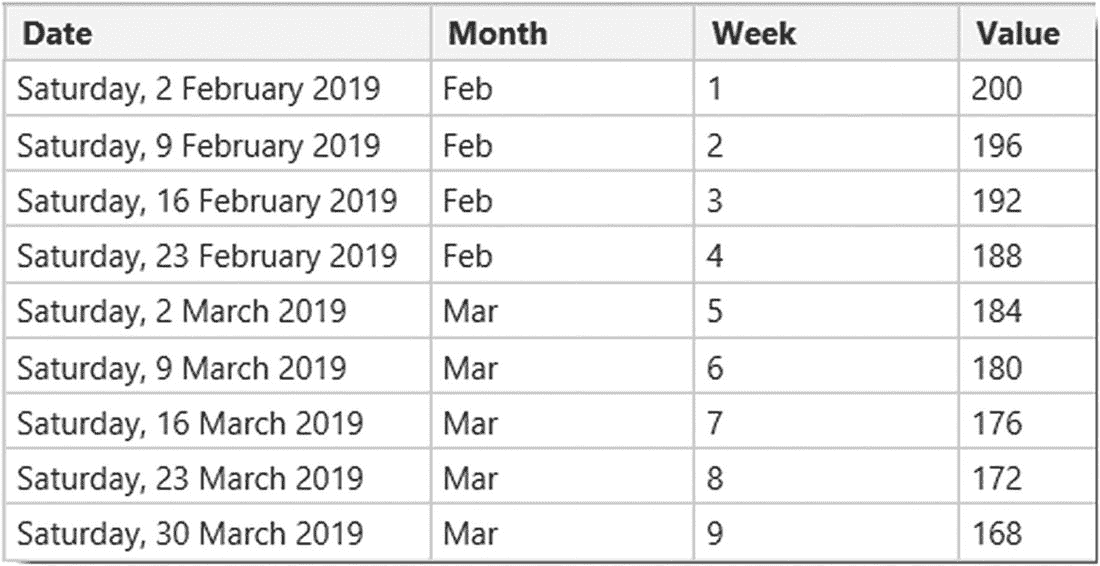 Date Month Week Value
Saturday, 2 February 2019 Feb 1 200
Saturday, 9 February 2019 Feb 2 196
Saturday, 16 February 2019 Feb 3 192
Saturday, 23 February 2019 Feb 4 188
Saturday, 2 March 2019 Mar 5 184
Saturday, 9 March 2019 Mar 6 180
Saturday, 16 March 2019 Mar 7 176
Saturday, 23 March 2019 Mar 8 172
Saturday, 30 March 2019 Mar 9 168